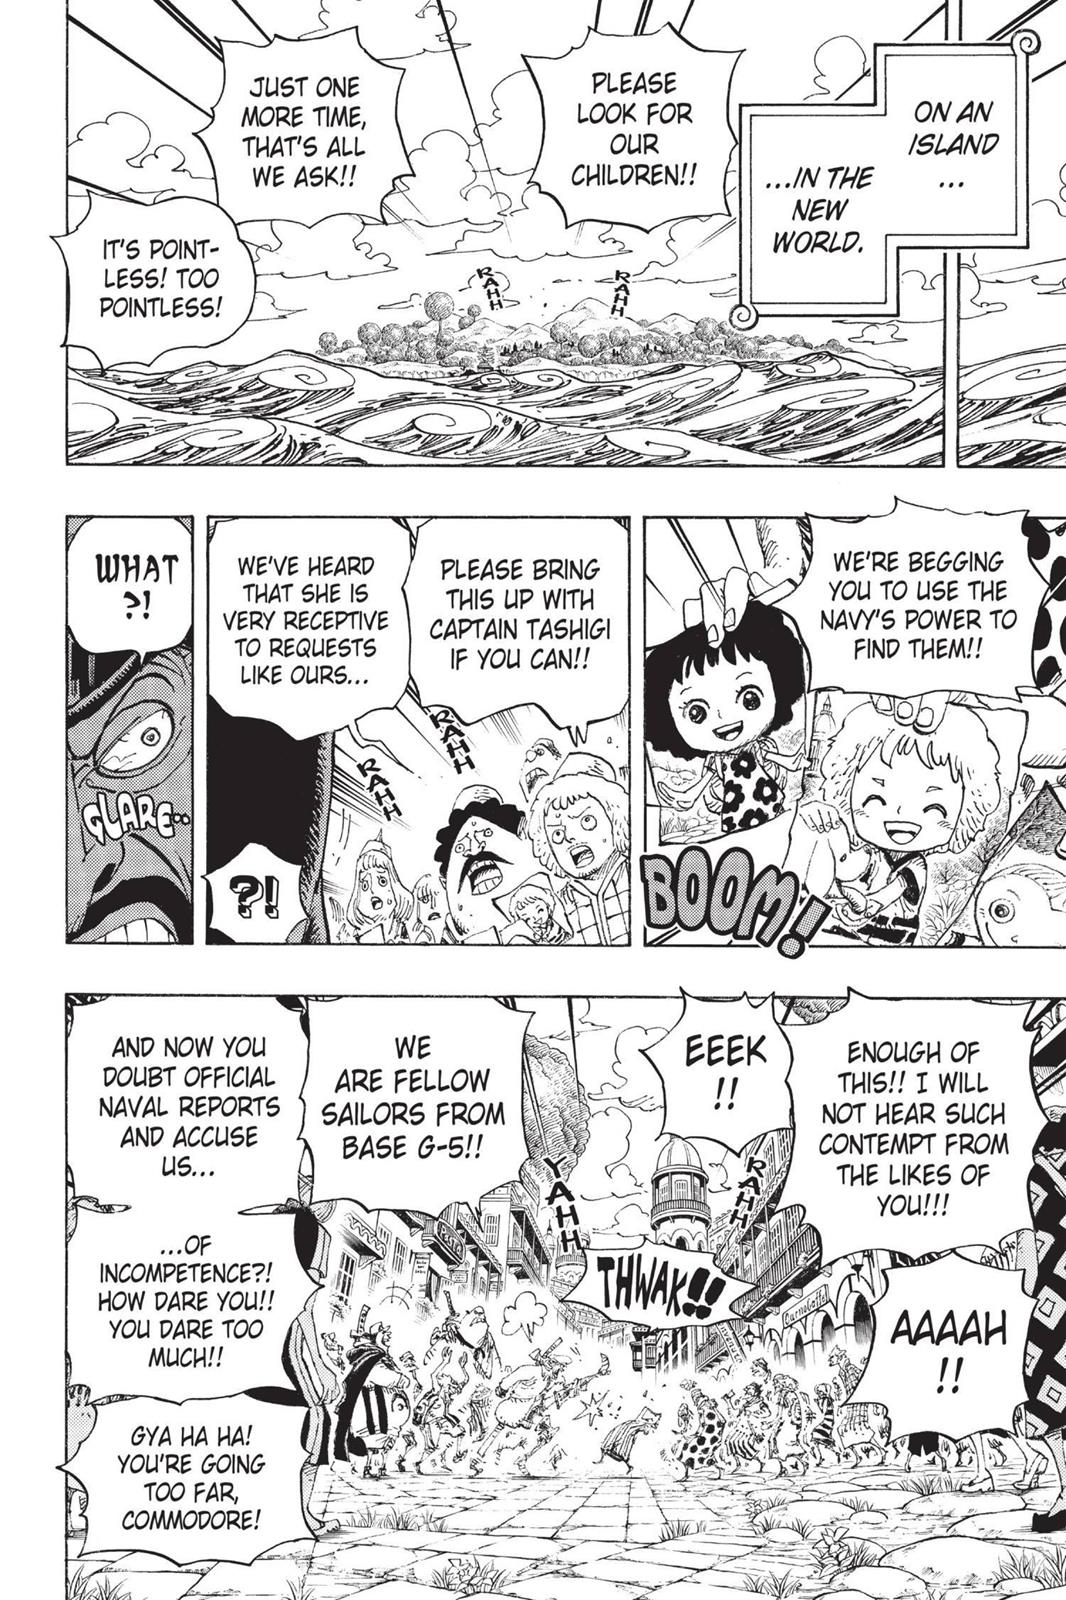 ON AN
ISLAND
...
...IN THE
NEW
WORLD.
PLEASE
LOOK FOR
OUR
CHILDREN!!
RAHH
JUST ONE
MORE TIME,
THAT'S ALL
WE ASK!!
RAHH
IT'S POINT-
LESS! TOO
POINTLESS!
WE'RE BEGGING
YOU TO USE THE
NAVY'S POWER TO
FIND THEM!!
BOOM!
PLEASE BRING
THIS UP WITH
CAPTAIN TASHIGI
IF YOU CAN!!
RAHH
RAHH
WE'VE HEARD
THAT SHE IS
VERY RECEPTIVE
TO REQUESTS
LIKE OURS...
?!
WHAT
?!
GLARE...
ENOUGH OF
THIS!! I WILL
NOT HEAR SUCH
CONTEMPT FROM
THE LIKES OF
YOU!!!
EEEK
!!
RAHH
AAAAH
!!
THWAK!!
YAHH
WE
ARE FELLOW
SAILORS FROM
BASE G-5!!
AND NOW YOU
DOUBT OFFICIAL
NAVAL REPORTS
AND ACCUSE
US...
...OF
INCOMPETENCE?!
HOW DARE YOU!!
YOU DARE TOO
MUCH!!
GYA HA HA!
YOU'RE GOING
TOO FAR,
COMMODORE!